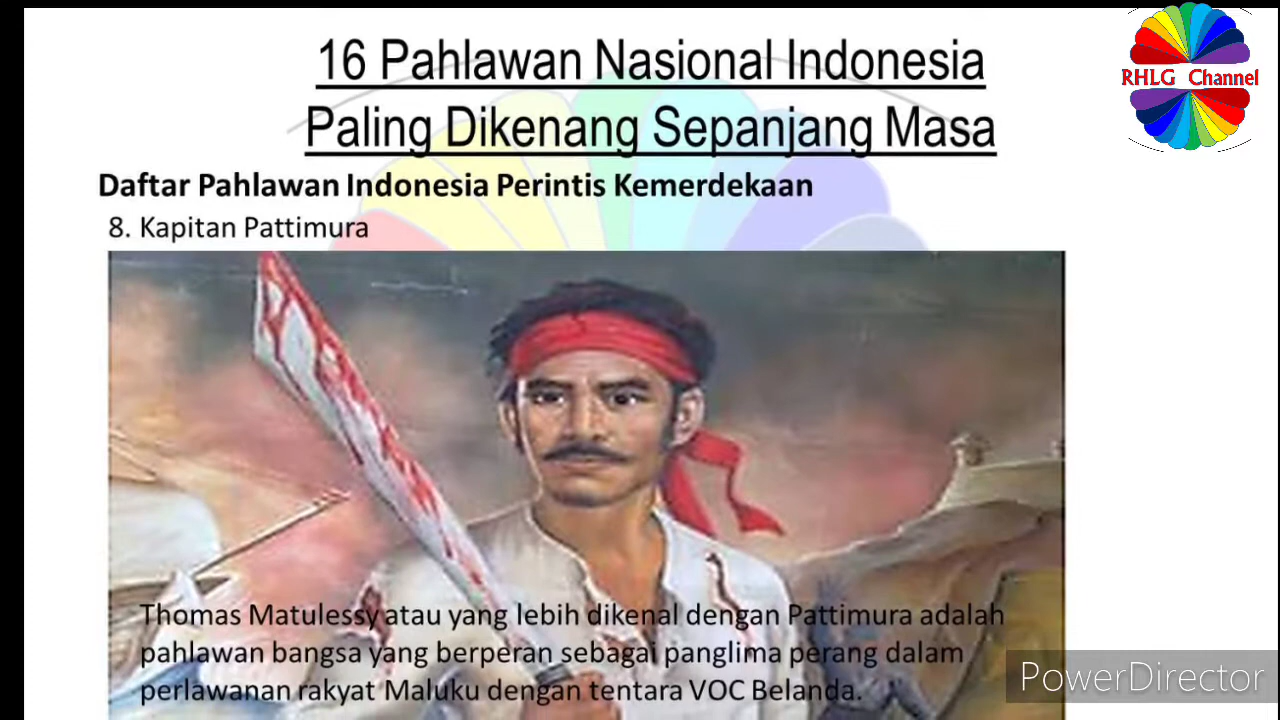 16 Pahlawan Nasional Indonesia
Paling Dikenang Sepanjang Masa
RHLG Channel
Daftar Pahlawan Indonesia Perintis Kemerdekaan
8. Kapitan Pattimura
Thomas Matulessy atau yang lebih dikenal dengan Pattimura adalah
pahlawan bangsa yang berperan sebagai panglima perang dalam
perlawanan rakyat Maluku dengan tentara VOC Belanda.
PowerDirector